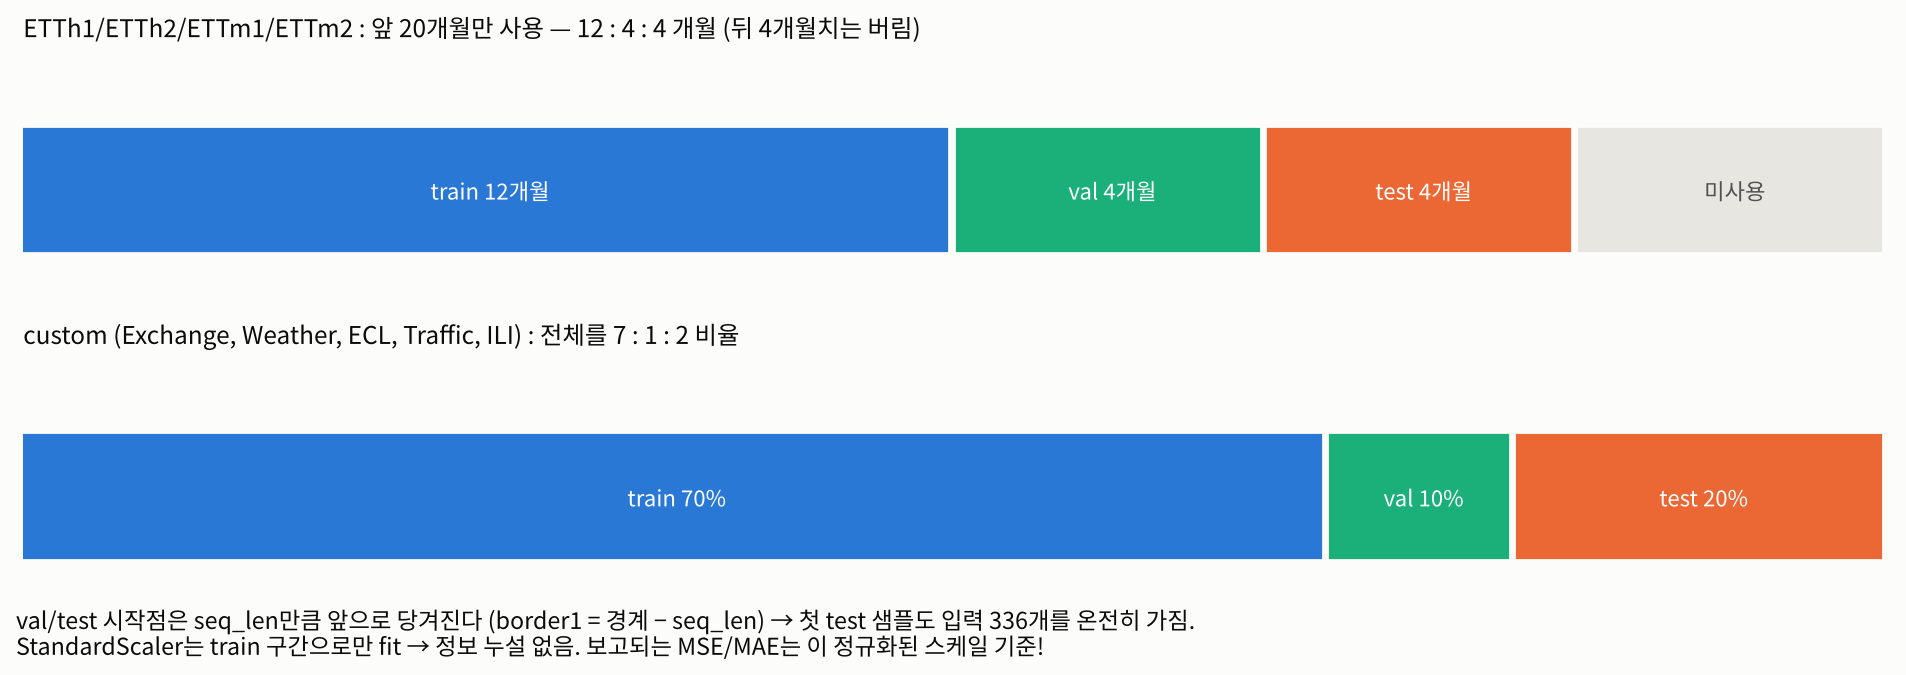 ETTh1/ETTh2/ETTm1/ETTm2 : 앞 20개월만 사용 — 12 : 4 : 4 개월 (뒤 4개월치는 버림)
train 12개월
val 4개월
test 4개월
미사용
custom (Exchange, Weather, ECL, Traffic, ILI) : 전체를 7 : 1 : 2 비율
train 70%
val 10%
test 20%
val/test 시작점은 seq_len만큼 앞으로 당겨진다 (border1 = 경계 − seq_len) → 첫 test 샘플도 입력 336개를 온전히 가짐.
StandardScaler는 train 구간으로만 fit → 정보 누설 없음. 보고되는 MSE/MAE는 이 정규화된 스케일 기준!